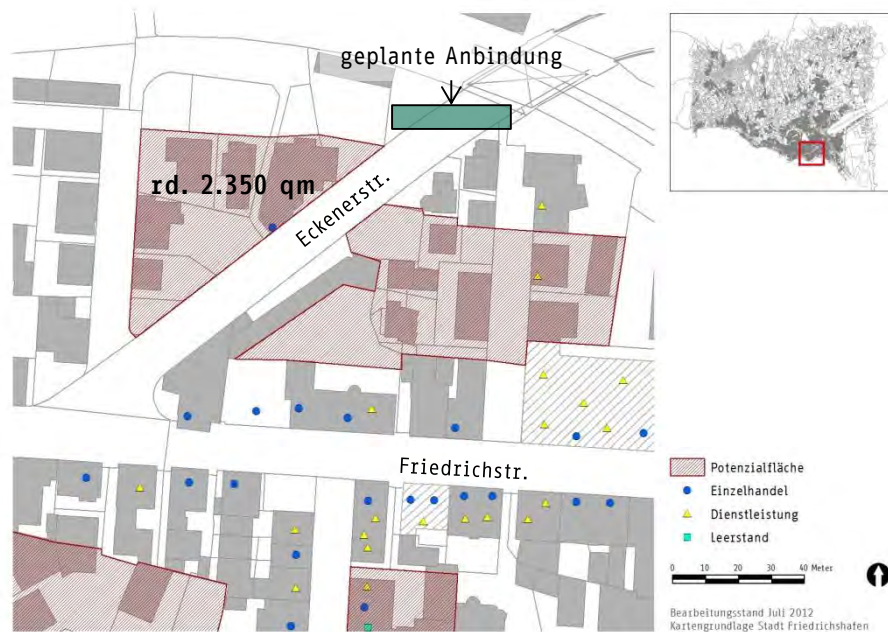 geplante Anbindung
rd. 2.350 qm
Eckenerstr.
Friedrichstr.
Potenzialfläche
Einzelhandel
Dienstleistung
Leerstand
0 10 20 30 40 Meter
Bearbeitungsstand Juli 2012
Kartengrundlage Stadt Friedrichshafen